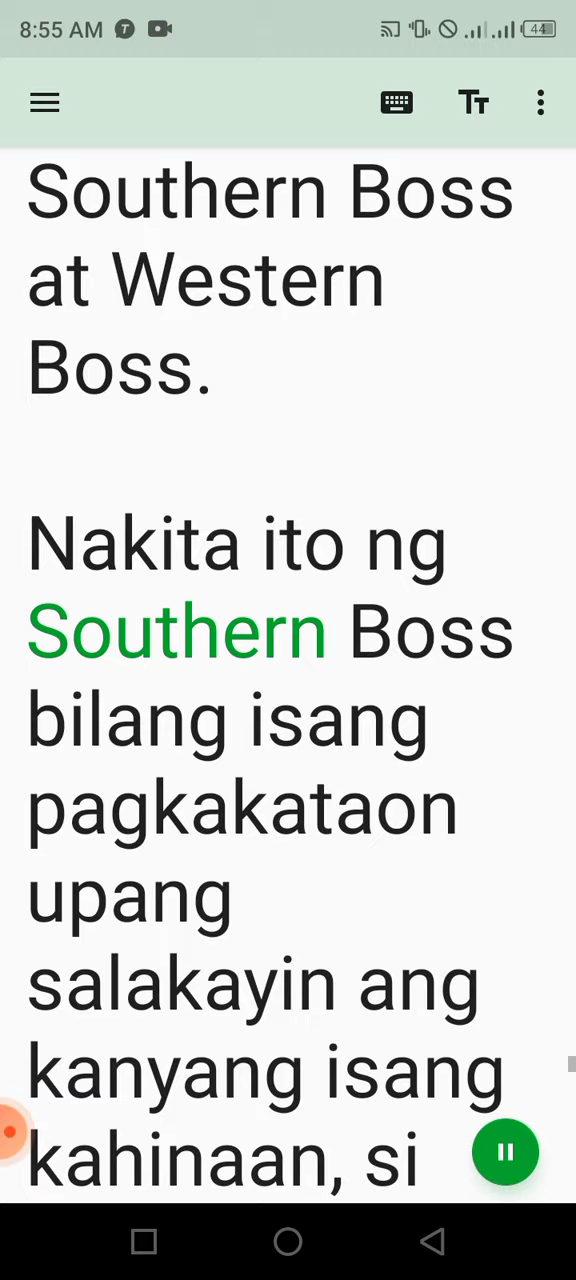 8:55 AM
44
Southern Boss
at Western
Boss.
Nakita ito ng
Southern Boss
bilang isang
pagkakataon
upang
salakayin ang
kanyang isang
kahinaan, si